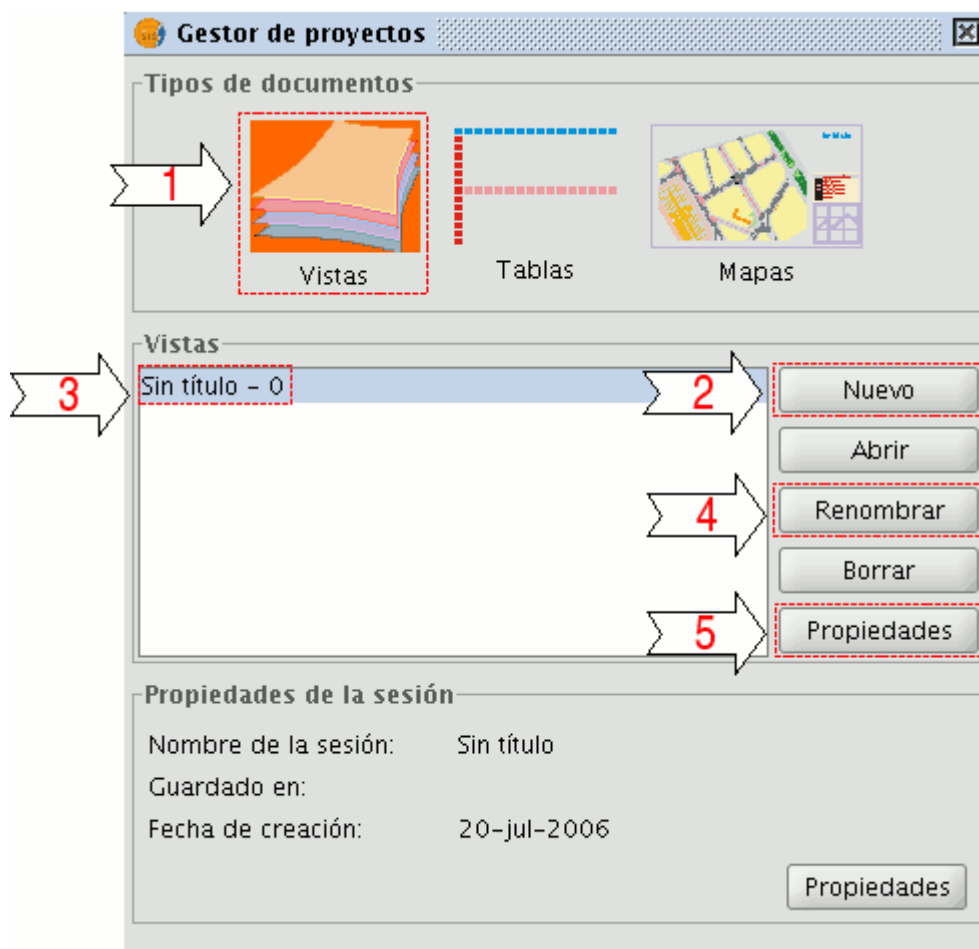 Gestor de proyectos
Tipos de documentos
1
Vistas
Tablas
Mapas
Vistas
3
Sin título - 0
2
Nuevo
Abrir
4
Renombrar
Borrar
5
Propiedades
Propiedades de la sesión
Nombre de la sesión: Sin título
Guardado en:
Fecha de creación: 20-jul-2006
Propiedades